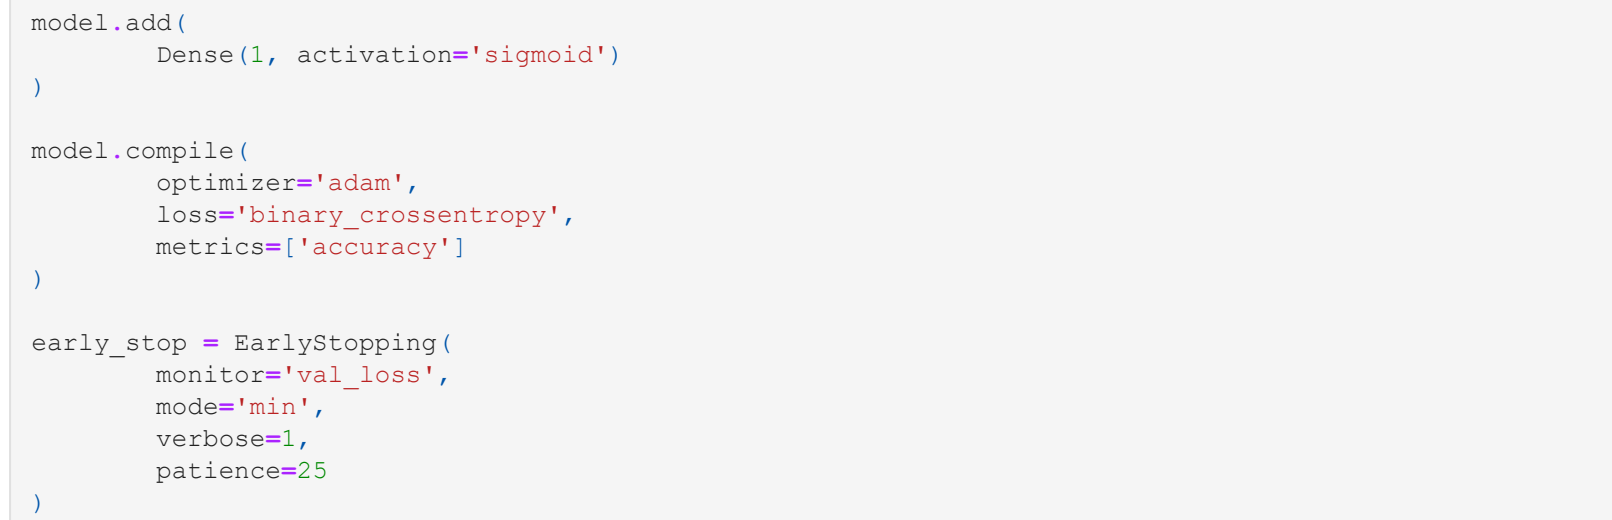 model.add(
        Dense(1, activation='sigmoid')
)
model.compile(
        optimizer='adam',
        loss='binary_crossentropy',
        metrics=['accuracy']
)
early_stop = EarlyStopping(
        monitor='val_loss',
        mode='min',
        verbose=1,
        patience=25
)